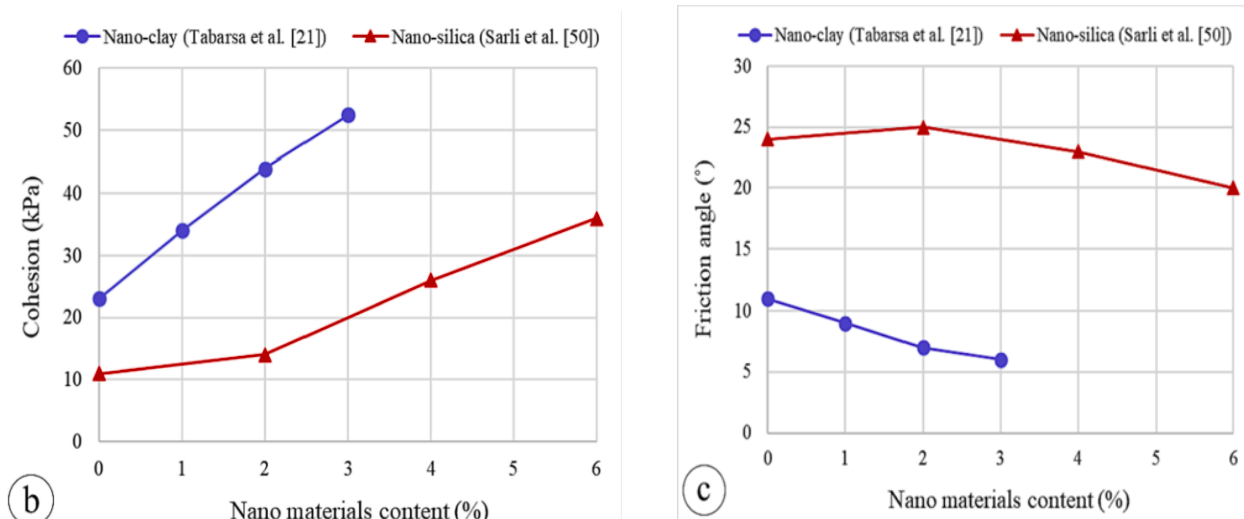 Nano-clay (Tabarsa et al. [21]) Nano-silica (Sarli et al. [50])
60
50
40
30
20
10
0
Cohesion (kPa)
0 1 2 3 4 5 6
Nano materials content (%)
b
Nano-clay (Tabarsa et al. [21]) Nano-silica (Sarli et al. [50])
30
25
20
15
10
5
0
Friction angle (°)
0 1 2 3 4 5 6
Nano materials content (%)
c